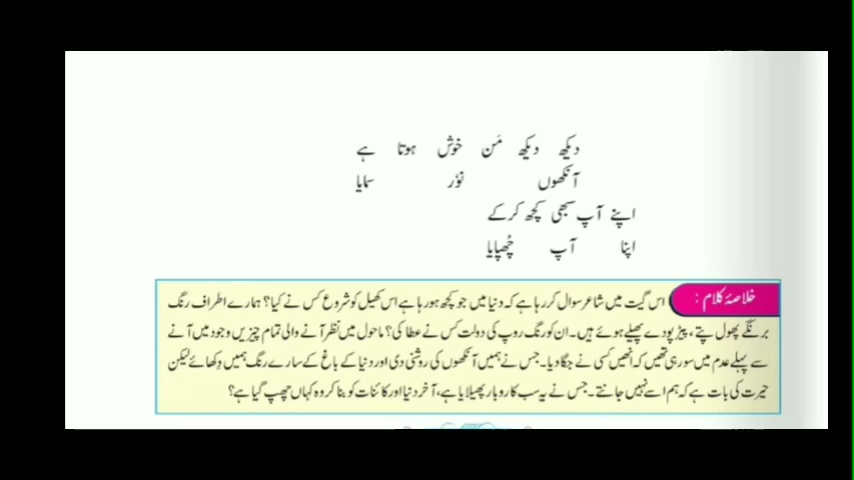 دیکھ دیکھ مَن خوش ہوتا ہے
آنکھوں نوٗر سمایا
اپنے آپ سبھی کچھ کرکے
اپنا آپ چُھپایا
خلاصۂ کلام :
اس گیت میں شاعر سوال کر رہا ہے کہ دنیا میں جو کچھ ہو رہا ہے اس کھیل کو شروع کس نے کیا؟ ہمارے اطراف رنگ
برنگے پھول پتے، پیڑ پودے پھیلے ہوئے ہیں۔ ان کو رنگ روپ کی دولت کس نے عطا کی؟ ماحول میں نظر آنے والی تمام چیزیں وجود میں آنے
سے پہلے عدم میں سو رہی تھیں کہ انھیں کسی نے جگا دیا۔ جس نے ہمیں آنکھوں کی روشنی دی اور دنیا کے باغ کے سارے رنگ ہمیں دِکھائے لیکن
حیرت کی بات ہے کہ ہم اسے نہیں جانتے۔ جس نے یہ سب کاروبار پھیلایا ہے، آخر دنیا اور کائنات کو بنا کر وہ کہاں چھپ گیا ہے؟